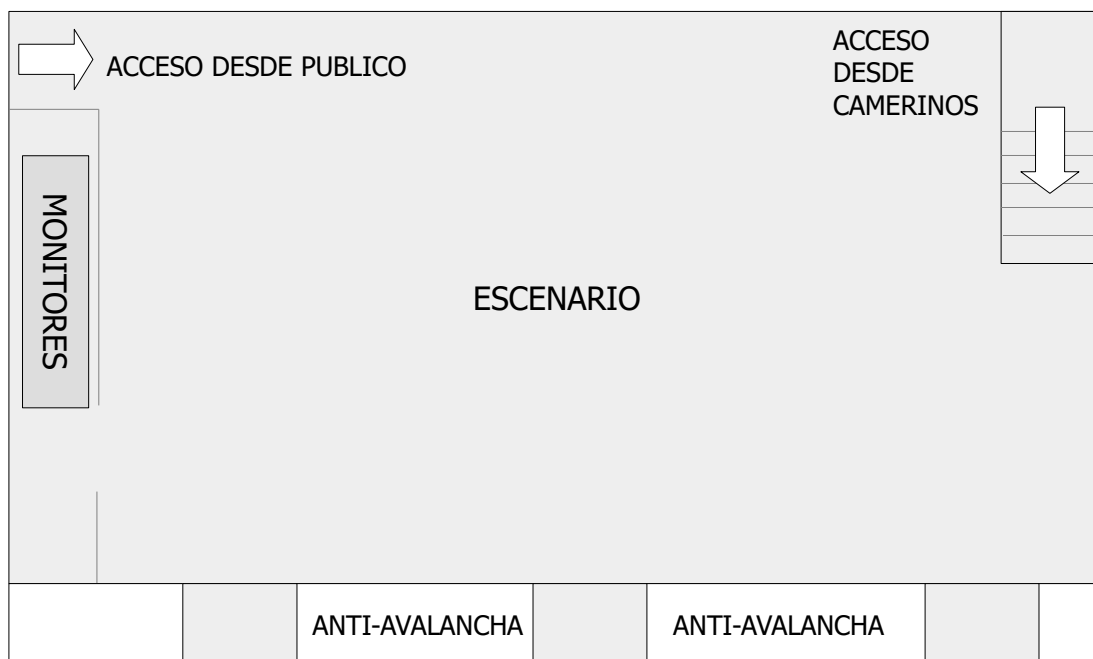 ACCESO DESDE PUBLICO
ACCESO
DESDE
CAMERINOS
MONITORES
ESCENARIO
ANTI-AVALANCHA
ANTI-AVALANCHA